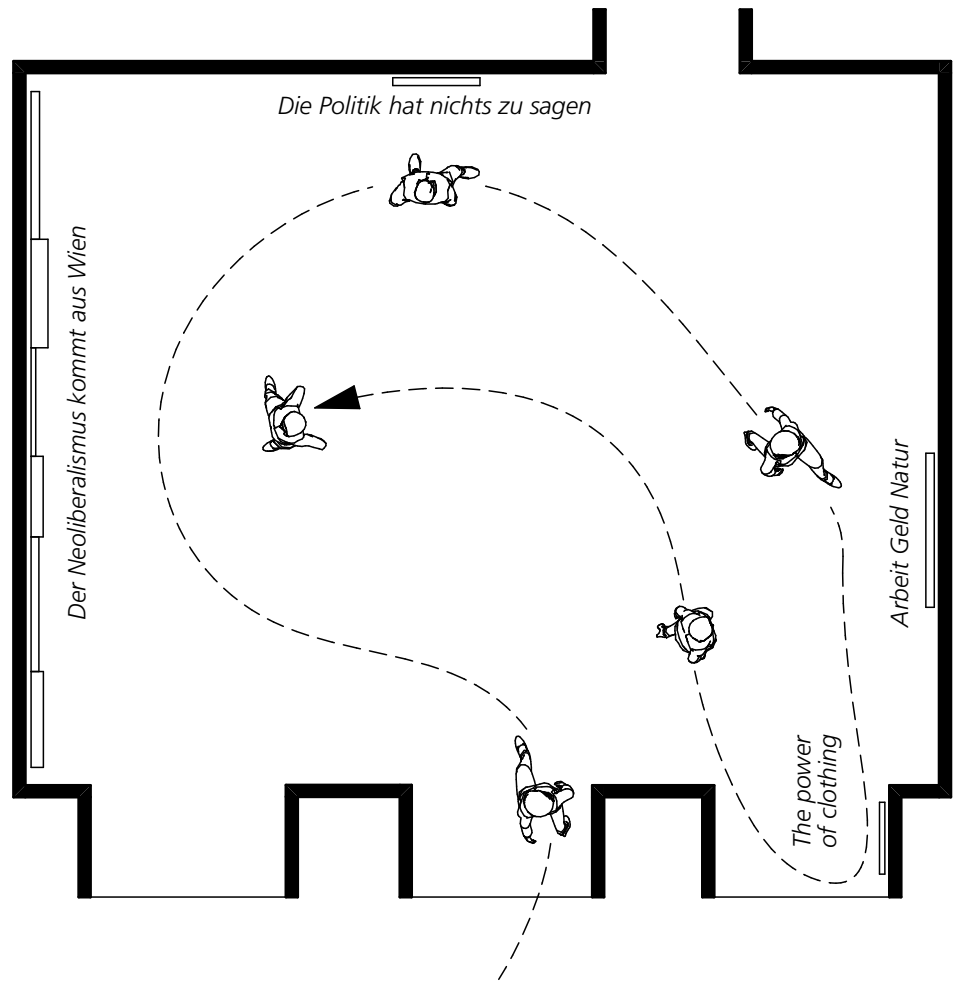 Die Politik hat nichts zu sagen
Der Neoliberalismus kommt aus Wien
Arbeit Geld Natur
The power
of clothing